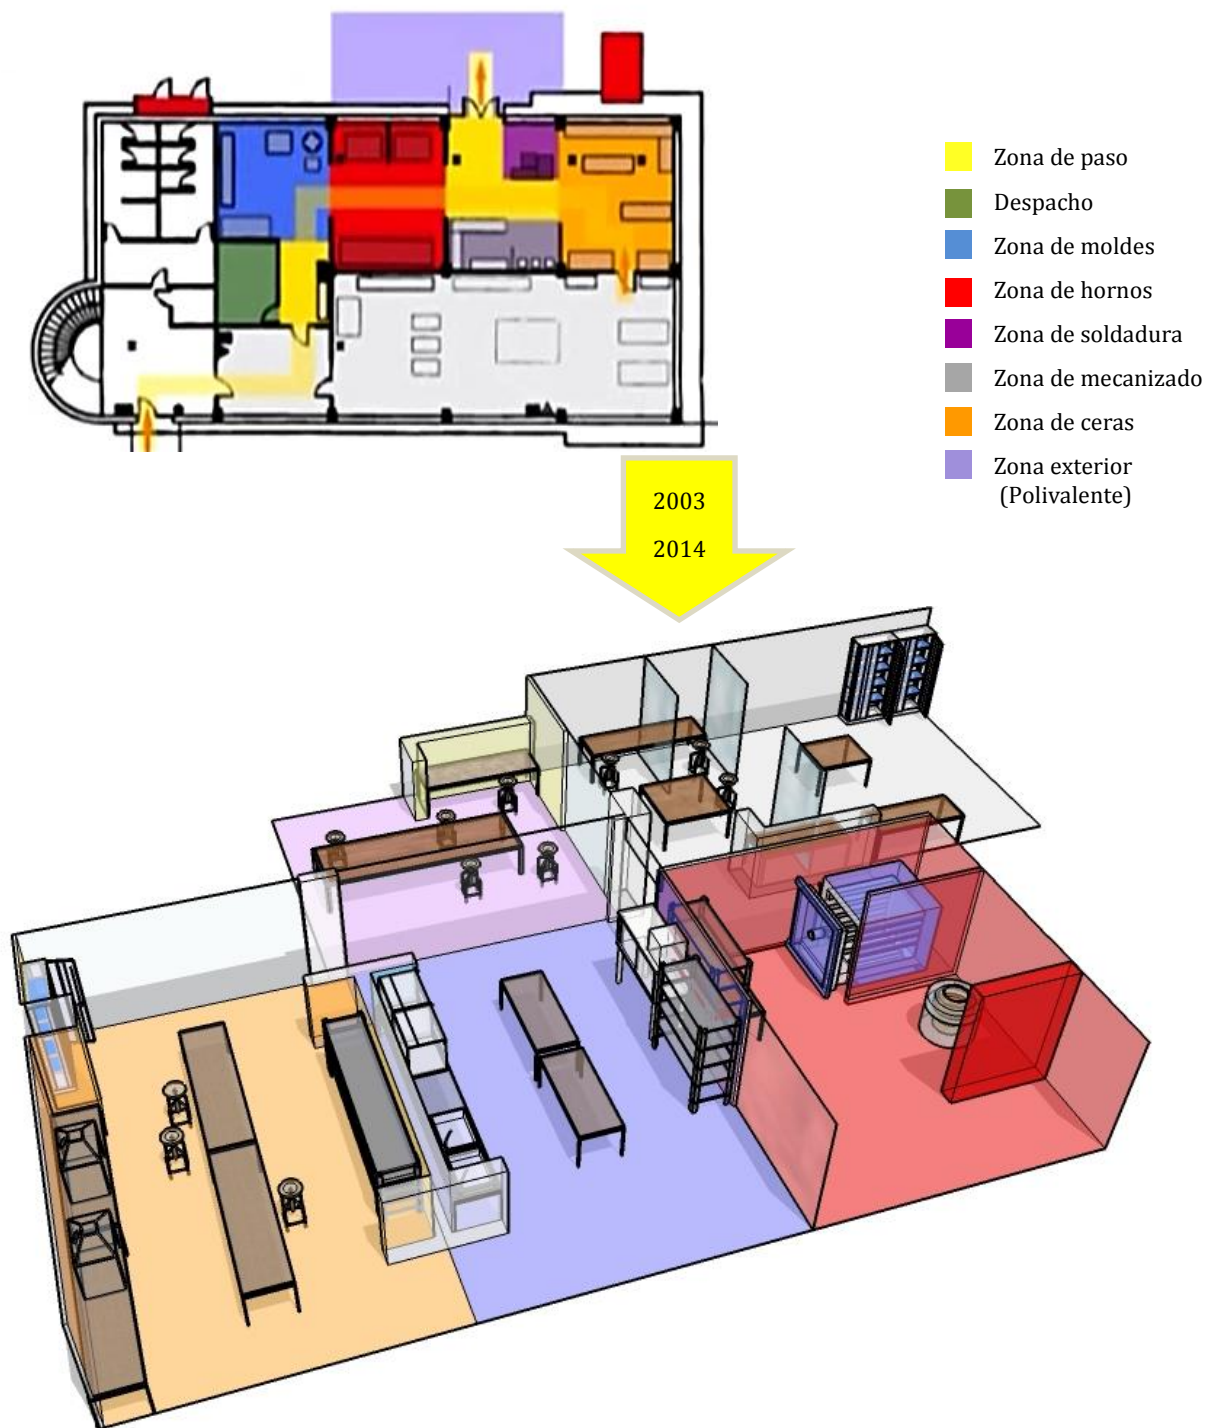 Zona de paso
Despacho
Zona de moldes
Zona de hornos
Zona de soldadura
Zona de mecanizado
Zona de ceras
Zona exterior
(Polivalente)
2003
2014